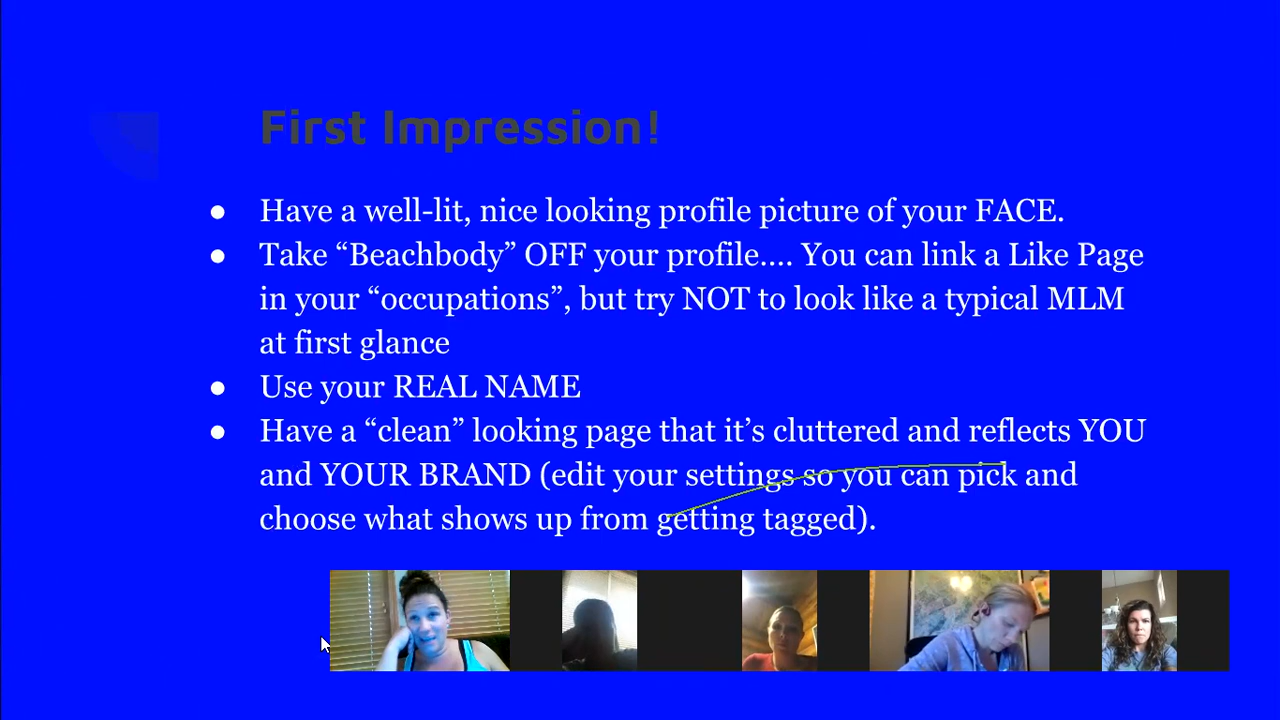 First Impression!
● Have a well-lit, nice looking profile picture of your FACE.
● Take “Beachbody” OFF your profile.... You can link a Like Page
in your “occupations”, but try NOT to look like a typical MLM
at first glance
● Use your REAL NAME
● Have a “clean” looking page that it’s cluttered and reflects YOU
and YOUR BRAND (edit your settings so you can pick and
choose what shows up from getting tagged).